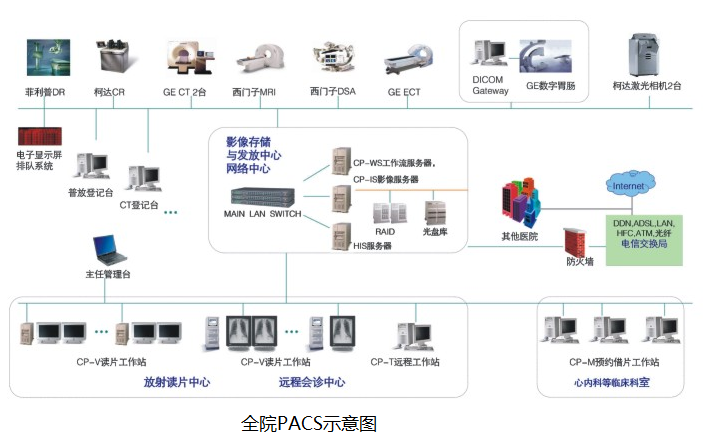 菲利普DR
柯达CR
GE CT 2台
西门子MRI
西门子DSA
GE ECT
DICOM
Gateway
GE数字胃肠
柯达激光相机2台
电子显示屏
排队系统
普放登记台
CT登记台
影像存储
与发放中心
网络中心
MAIN LAN SWITCH
CP-WS工作流服务器,
CP-IS影像服务器
RAID
光盘库
HIS服务器
其他医院
Internet
DDN,ADSL,LAN,
HFC,ATM,光纤
电信交换局
防火墙
主任管理台
CP-V读片工作站
CP-V读片工作站
CP-T远程工作站
放射读片中心
远程会诊中心
CP-M预约借片工作站
心内科等临床科室
全院PACS示意图